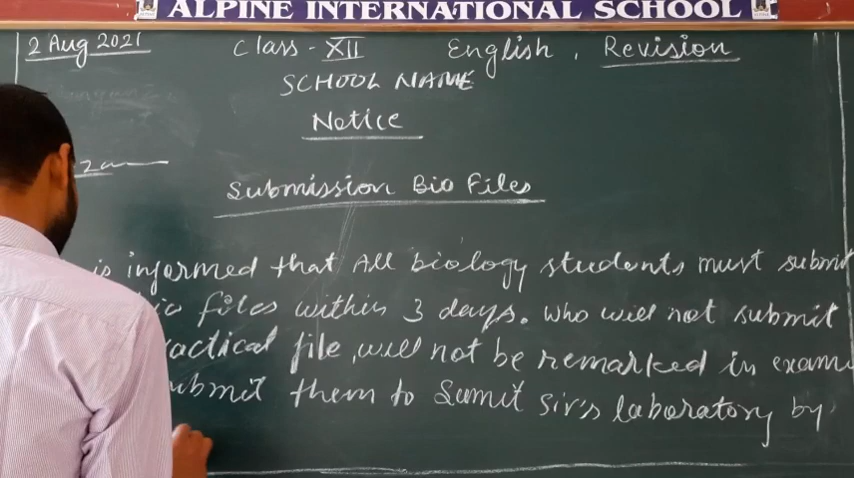 ALPINE INTERNATIONAL SCHOOL
2 Aug 2021 Class - XII English, Revision
SCHOOL NAME
Notice
Submission Bio Files
is informed that All biology students must submit
files within 3 days. Who will not submit
file, will not be remarked in exam
them to Sumit Sir's laboratory by